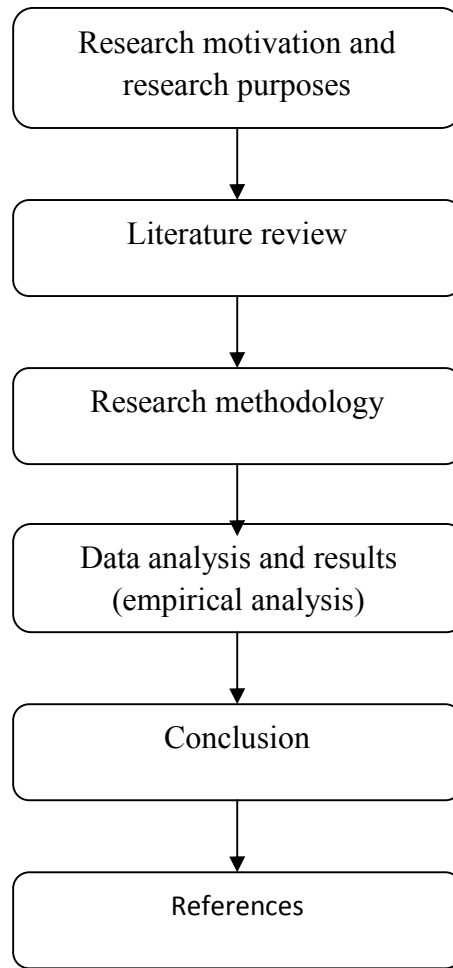 Research motivation and
research purposes
Literature review
Research methodology
Data analysis and results
(empirical analysis)
Conclusion
References